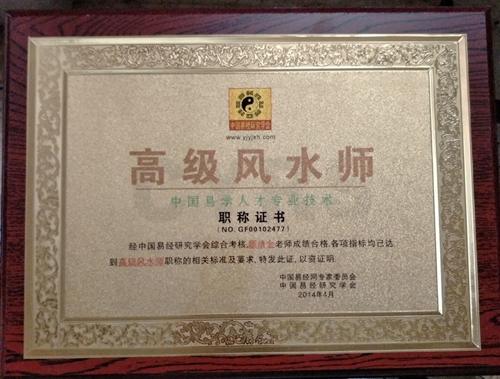 中国易经研究学会
www.yjyjxh.com
高级风水师
中国易学人才专业技术
职称证书
(NO. GF00102477)
经中国易经研究学会综合考核,老师成绩合格,各项指标均已达
到高级风水师职称的相关标准及要求,特发此证,以资证明.
中国易经网专家委员会
中国易经研究学会
2014年4月